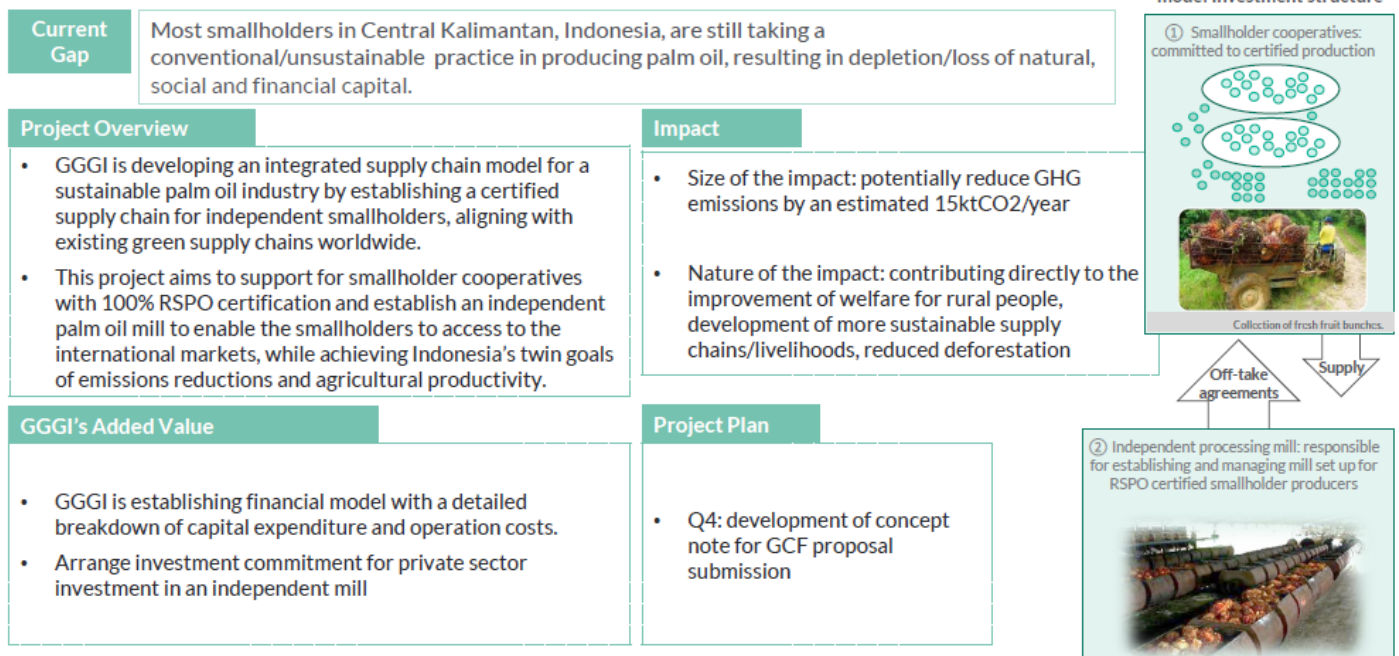 Current
Gap
Most smallholders in Central Kalimantan, Indonesia, are still taking a
conventional/unsustainable practice in producing palm oil, resulting in depletion/loss of natural,
social and financial capital.
Project Overview
• GGGI is developing an integrated supply chain model for a
sustainable palm oil industry by establishing a certified
supply chain for independent smallholders, aligning with
existing green supply chains worldwide.
• This project aims to support for smallholder cooperatives
with 100% RSPO certification and establish an independent
palm oil mill to enable the smallholders to access to the
international markets, while achieving Indonesia's twin goals
of emissions reductions and agricultural productivity.
Impact
• Size of the impact: potentially reduce GHG
emissions by an estimated 15ktCO2/year
• Nature of the impact: contributing directly to the
improvement of welfare for rural people,
development of more sustainable supply
chains/livelihoods, reduced deforestation
GGGI's Added Value
• GGGI is establishing financial model with a detailed
breakdown of capital expenditure and operation costs.
• Arrange investment commitment for private sector
investment in an independent mill
Project Plan
• Q4: development of concept
note for GCF proposal
submission
model investment structure
① Smallholder cooperatives:
committed to certified production
Collection of fresh fruit bunches.
Off-take
agreements
Supply
② Independent processing mill: responsible
for establishing and managing mill set up for
RSPO certified smallholder producers